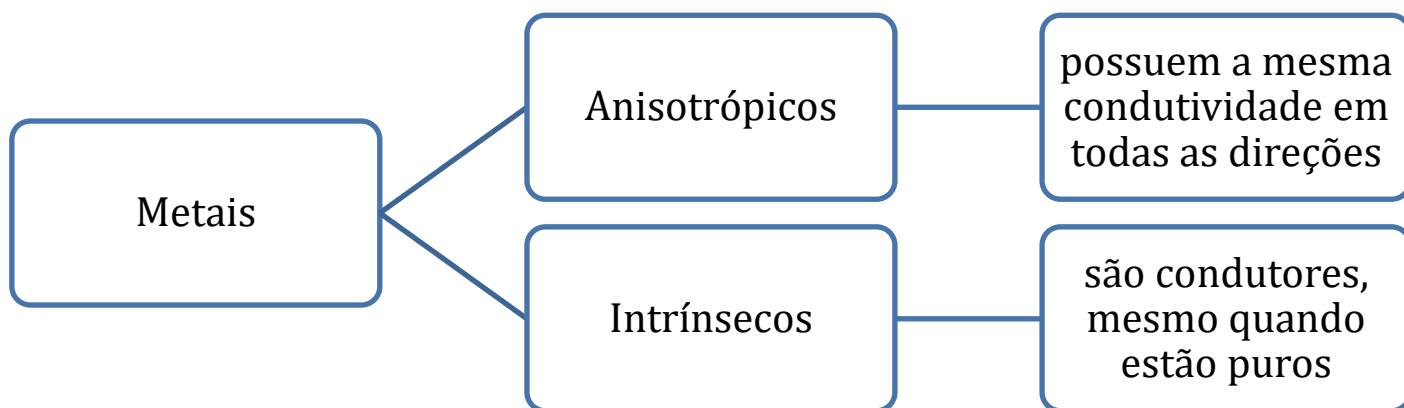 Metais
Anisotrópicos
possuem a mesma
condutividade em
todas as direções
Intrínsecos
são condutores,
mesmo quando
estão puros